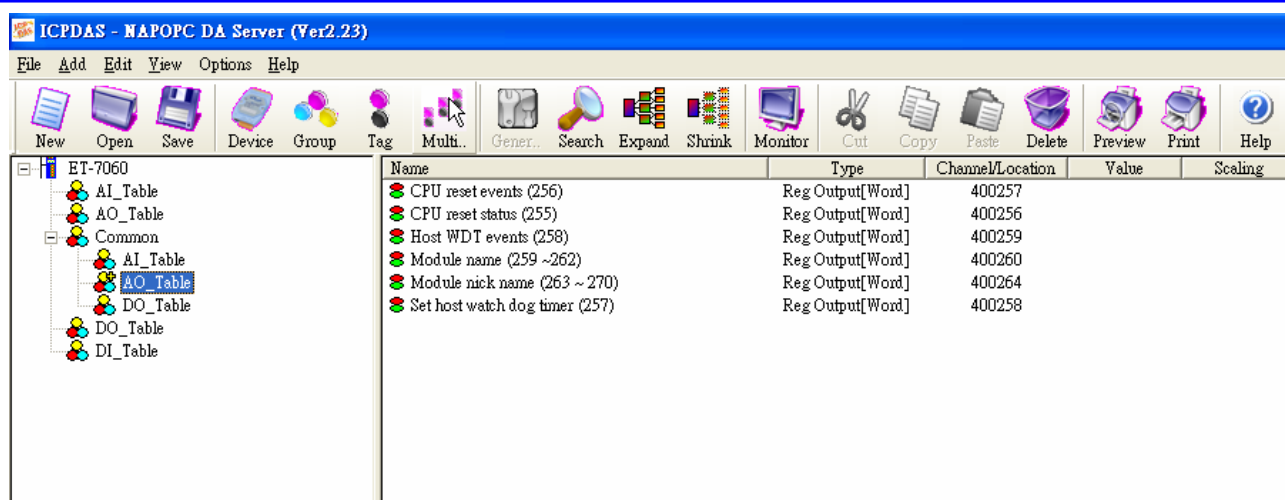 ICPDAS - NAPOPC DA Server (Ver2.23)
File Add Edit View Options Help
New Open Save Device Group Tag Multi.. Gener.. Search Expand Shrink Monitor Cut Copy Paste Delete Preview Print Help
ET-7060
AI_Table
AO_Table
Common
AI_Table
AO_Table
DO_Table
DO_Table
DI_Table
Name Type Channel/Location Value Scaling
CPU reset events (256) Reg Output[Word] 400257
CPU reset status (255) Reg Output[Word] 400256
Host WDT events (258) Reg Output[Word] 400259
Module name (259 ~262) Reg Output[Word] 400260
Module nick name (263 ~ 270) Reg Output[Word] 400264
Set host watch dog timer (257) Reg Output[Word] 400258